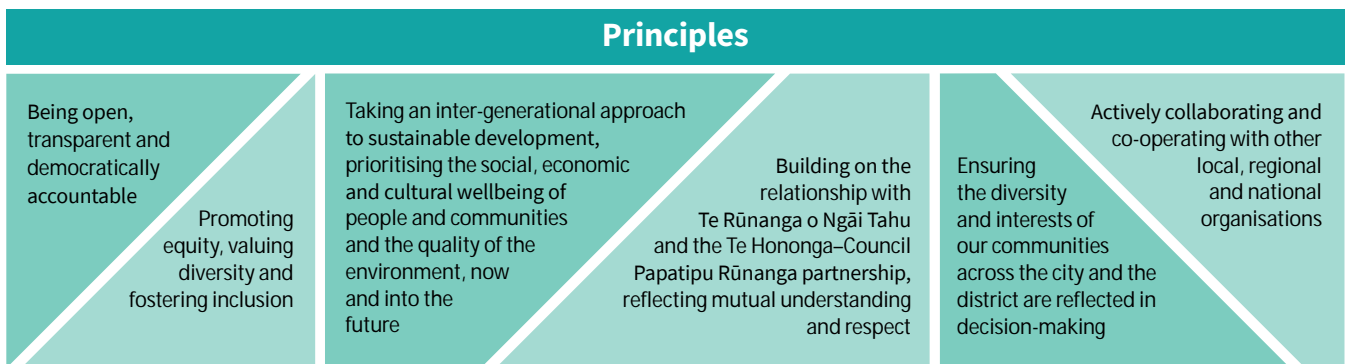 Principles
Being open,
transparent and
democratically
accountable
Promoting
equity, valuing
diversity and
fostering inclusion
Taking an inter-generational approach
to sustainable development,
prioritising the social, economic
and cultural wellbeing of
people and communities
and the quality of the
environment, now
and into the
future
Building on the
relationship with
Te Rūnanga o Ngāi Tahu
and the Te Hononga–Council
Papatipu Rūnanga partnership,
reflecting mutual understanding
and respect
Ensuring
the diversity
and interests of
our communities
across the city and the
district are reflected in
decision-making
Actively collaborating and
co-operating with other
local, regional
and national
organisations